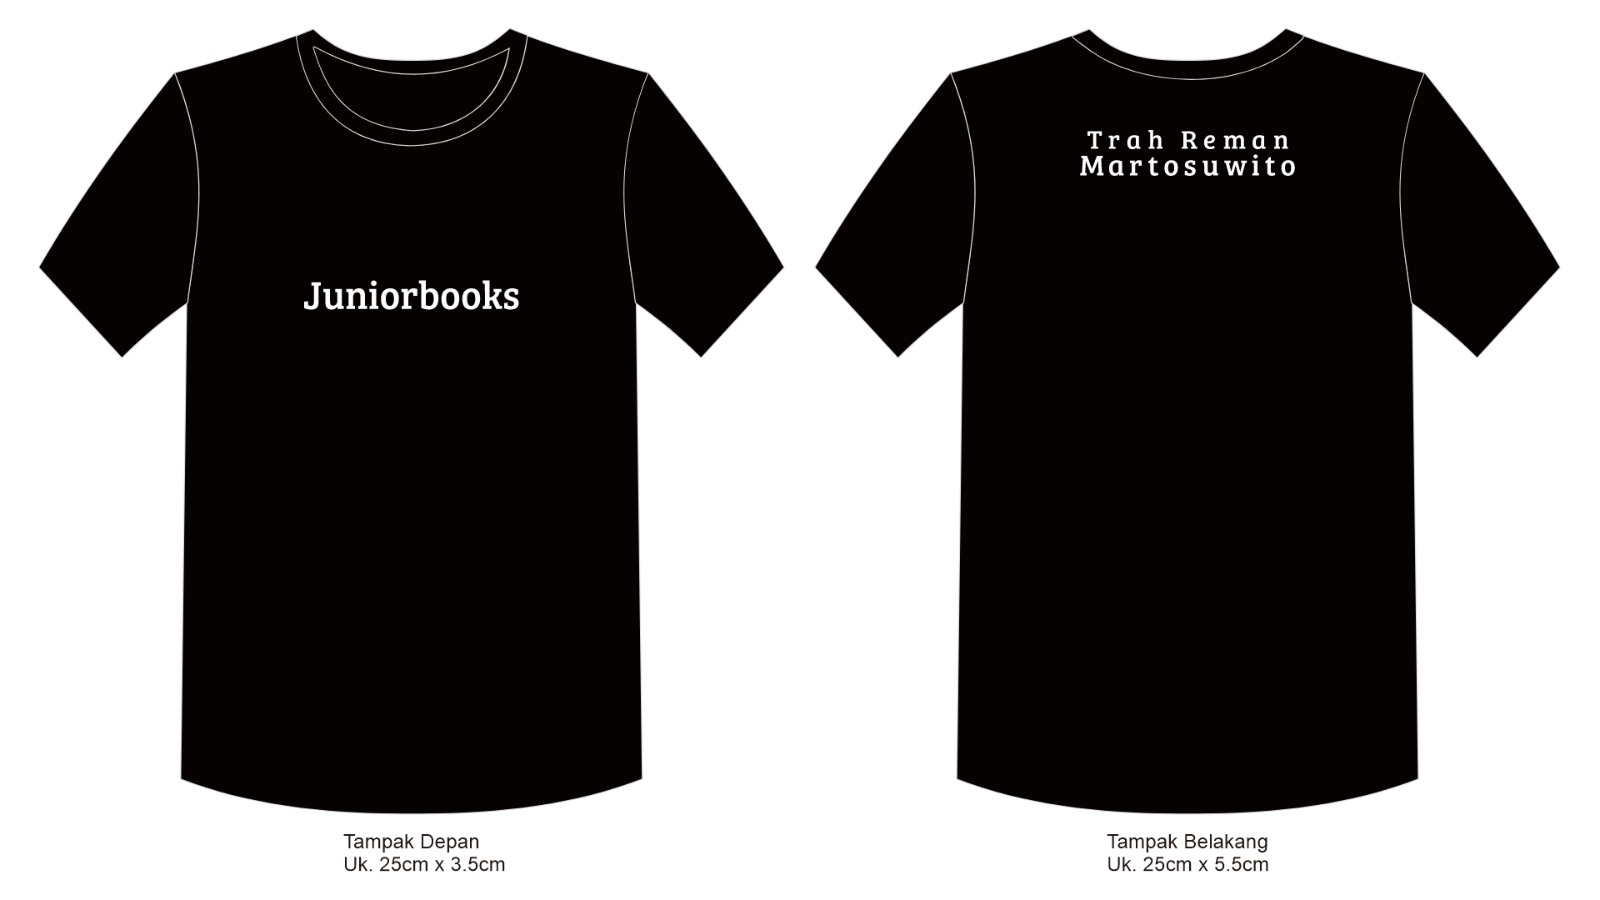 Juniorbooks
Trah Reman
Martosuwito
Tampak Depan
Uk. 25cm x 3.5cm
Tampak Belakang
Uk. 25cm x 5.5cm